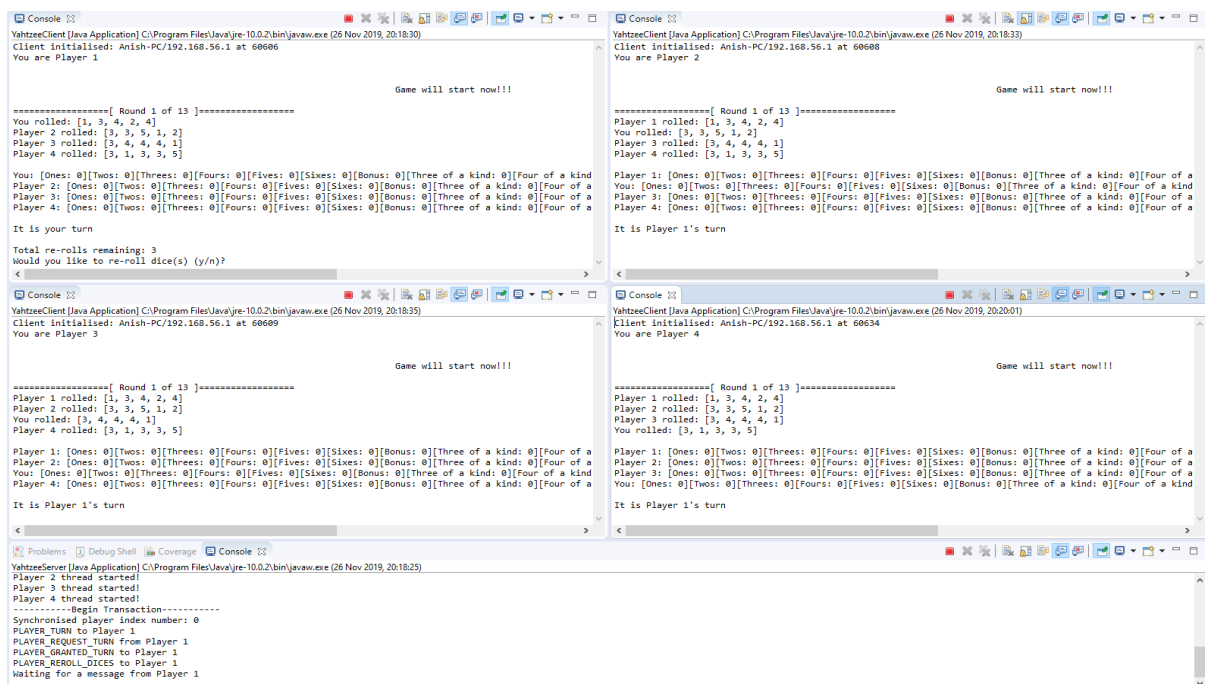 Console
YahtzeeClient [Java Application] C:\Program Files\Java\jre-10.0.2\bin\javaw.exe (26 Nov 2019, 20:18:30)
Client initialised: Anish-PC/192.168.56.1 at 60606
You are Player 1
Game will start now!!!
==================[ Round 1 of 13 ]==================
You rolled: [1, 3, 4, 2, 4]
Player 2 rolled: [3, 3, 5, 1, 2]
Player 3 rolled: [3, 4, 4, 4, 1]
Player 4 rolled: [3, 1, 3, 3, 5]
You: [Ones: 0][Twos: 0][Threes: 0][Fours: 0][Fives: 0][Sixes: 0][Bonus: 0][Three of a kind: 0][Four of a kind
Player 2: [Ones: 0][Twos: 0][Threes: 0][Fours: 0][Fives: 0][Sixes: 0][Bonus: 0][Three of a kind: 0][Four of a
Player 3: [Ones: 0][Twos: 0][Threes: 0][Fours: 0][Fives: 0][Sixes: 0][Bonus: 0][Three of a kind: 0][Four of a
Player 4: [Ones: 0][Twos: 0][Threes: 0][Fours: 0][Fives: 0][Sixes: 0][Bonus: 0][Three of a kind: 0][Four of a
It is your turn
Total re-rolls remaining: 3
Would you like to re-roll dice(s) (y/n)?
Console
YahtzeeClient [Java Application] C:\Program Files\Java\jre-10.0.2\bin\javaw.exe (26 Nov 2019, 20:18:33)
Client initialised: Anish-PC/192.168.56.1 at 60608
You are Player 2
Game will start now!!!
==================[ Round 1 of 13 ]==================
Player 1 rolled: [1, 3, 4, 2, 4]
You rolled: [3, 3, 5, 1, 2]
Player 3 rolled: [3, 4, 4, 4, 1]
Player 4 rolled: [3, 1, 3, 3, 5]
Player 1: [Ones: 0][Twos: 0][Threes: 0][Fours: 0][Fives: 0][Sixes: 0][Bonus: 0][Three of a kind: 0][Four of a
You: [Ones: 0][Twos: 0][Threes: 0][Fours: 0][Fives: 0][Sixes: 0][Bonus: 0][Three of a kind: 0][Four of a kind
Player 3: [Ones: 0][Twos: 0][Threes: 0][Fours: 0][Fives: 0][Sixes: 0][Bonus: 0][Three of a kind: 0][Four of a
Player 4: [Ones: 0][Twos: 0][Threes: 0][Fours: 0][Fives: 0][Sixes: 0][Bonus: 0][Three of a kind: 0][Four of a
It is Player 1's turn
Console
YahtzeeClient [Java Application] C:\Program Files\Java\jre-10.0.2\bin\javaw.exe (26 Nov 2019, 20:18:35)
Client initialised: Anish-PC/192.168.56.1 at 60609
You are Player 3
Game will start now!!!
==================[ Round 1 of 13 ]==================
Player 1 rolled: [1, 3, 4, 2, 4]
Player 2 rolled: [3, 3, 5, 1, 2]
You rolled: [3, 4, 4, 4, 1]
Player 4 rolled: [3, 1, 3, 3, 5]
Player 1: [Ones: 0][Twos: 0][Threes: 0][Fours: 0][Fives: 0][Sixes: 0][Bonus: 0][Three of a kind: 0][Four of a
Player 2: [Ones: 0][Twos: 0][Threes: 0][Fours: 0][Fives: 0][Sixes: 0][Bonus: 0][Three of a kind: 0][Four of a
You: [Ones: 0][Twos: 0][Threes: 0][Fours: 0][Fives: 0][Sixes: 0][Bonus: 0][Three of a kind: 0][Four of a kind
Player 4: [Ones: 0][Twos: 0][Threes: 0][Fours: 0][Fives: 0][Sixes: 0][Bonus: 0][Three of a kind: 0][Four of a
It is Player 1's turn
Console
YahtzeeClient [Java Application] C:\Program Files\Java\jre-10.0.2\bin\javaw.exe (26 Nov 2019, 20:20:01)
Client initialised: Anish-PC/192.168.56.1 at 60634
You are Player 4
Game will start now!!!
==================[ Round 1 of 13 ]==================
Player 1 rolled: [1, 3, 4, 2, 4]
Player 2 rolled: [3, 3, 5, 1, 2]
Player 3 rolled: [3, 4, 4, 4, 1]
You rolled: [3, 1, 3, 3, 5]
Player 1: [Ones: 0][Twos: 0][Threes: 0][Fours: 0][Fives: 0][Sixes: 0][Bonus: 0][Three of a kind: 0][Four of a
Player 2: [Ones: 0][Twos: 0][Threes: 0][Fours: 0][Fives: 0][Sixes: 0][Bonus: 0][Three of a kind: 0][Four of a
Player 3: [Ones: 0][Twos: 0][Threes: 0][Fours: 0][Fives: 0][Sixes: 0][Bonus: 0][Three of a kind: 0][Four of a
You: [Ones: 0][Twos: 0][Threes: 0][Fours: 0][Fives: 0][Sixes: 0][Bonus: 0][Three of a kind: 0][Four of a kind
It is Player 1's turn
Problems Debug Shell Coverage Console
YahtzeeServer [Java Application] C:\Program Files\Java\jre-10.0.2\bin\javaw.exe (26 Nov 2019, 20:18:25)
Player 2 thread started!
Player 3 thread started!
Player 4 thread started!
-----------Begin Transaction-----------
Synchronised player index number: 0
PLAYER_TURN to Player 1
PLAYER_REQUEST_TURN from Player 1
PLAYER_GRANTED_TURN to Player 1
PLAYER_REROLL_DICES to Player 1
Waiting for a message from Player 1